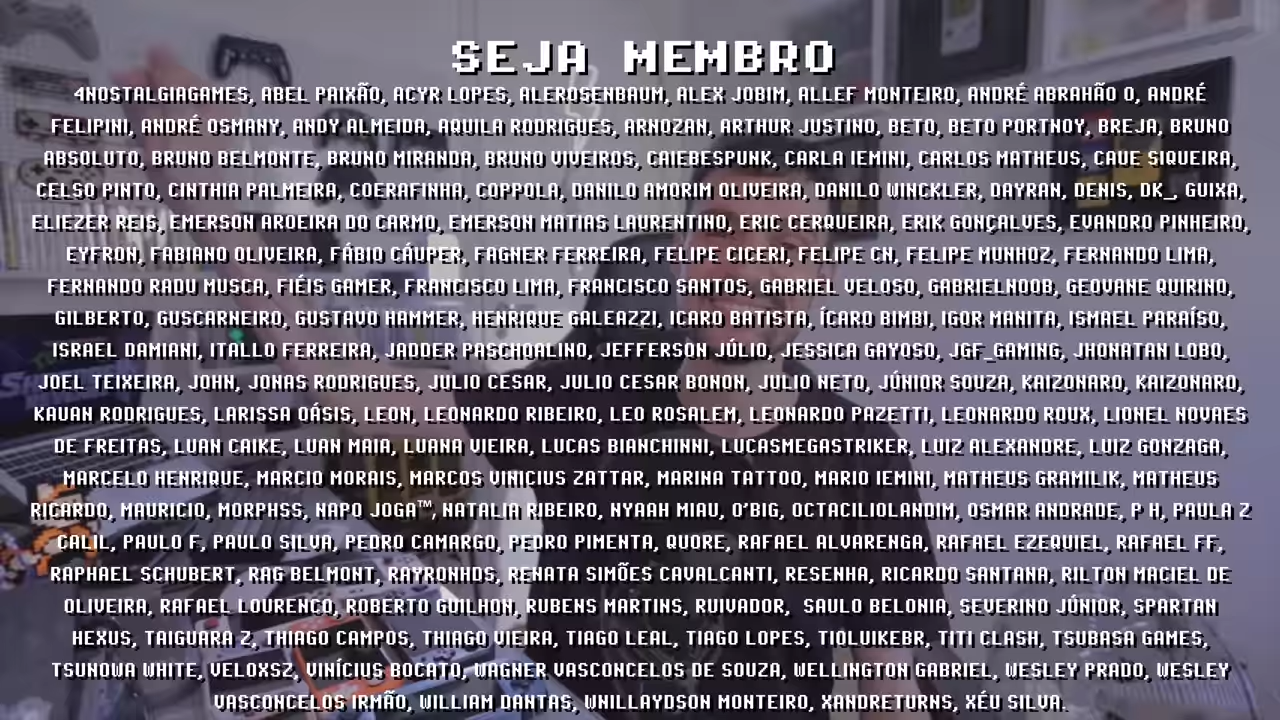 SEJA MEMBRO
4NOSTALGIAGAMES, ABEL PAIXÃO, ACYR LOPES, ALEROSENBAUM, ALEX JOBIM, ALLEF MONTEIRO, ANDRÉ ABRAHÃO O, ANDRÉ
FELIPINI, ANDRÉ OSMANY, ANDY ALMEIDA, AQUILA RODRIGUES, ARNOZAN, ARTHUR JUSTINO, BETO, BETO PORTNOY, BREJA, BRUNO
ABSOLUTO, BRUNO BELMONTE, BRUNO MIRANDA, BRUNO VIVEIROS, CAIEBESPUNK, CARLA IEMINI, CARLOS MATHEUS, CAUE SIQUEIRA,
CELSO PINTO, CINTHIA PALMEIRA, COERAFINHA, COPPOLA, DANILO AMORIM OLIVEIRA, DANILO WINCKLER, DAYRAN, DENIS, DK_, GUIXA,
ELIEZER REIS, EMERSON AROEIRA DO CARMO, EMERSON MATIAS LAURENTINO, ERIC CERQUEIRA, ERIK GONÇALVES, EVANDRO PINHEIRO,
EYFRON, FABIANO OLIVEIRA, FÁBIO CÁUPER, FAGNER FERREIRA, FELIPE CICERI, FELIPE CN, FELIPE MUNHOZ, FERNANDO LIMA,
FERNANDO RADU MUSCA, FIÉIS GAMER, FRANCISCO LIMA, FRANCISCO SANTOS, GABRIEL VELOSO, GABRIELNOOB, GEOVANE QUIRINO,
GILBERTO, GUSCARNEIRO, GUSTAVO HAMMER, HENRIQUE GALEAZZI, ICARO BATISTA, ÍCARO BIMBI, IGOR MANITA, ISMAEL PARAÍSO,
ISRAEL DAMIANI, ITALLO FERREIRA, JADDER PASCHOALINO, JEFFERSON JÚLIO, JESSICA GAYOSO, JGF_GAMING, JHONATAN LOBO,
JOEL TEIXEIRA, JOHN, JONAS RODRIGUES, JULIO CESAR, JULIO CESAR BONON, JULIO NETO, JÚNIOR SOUZA, KAIZONARO, KAIZONARO,
KAUAN RODRIGUES, LARISSA OÁSIS, LEON, LEONARDO RIBEIRO, LEO ROSALEM, LEONARDO PAZETTI, LEONARDO ROUX, LIONEL NOVAES
DE FREITAS, LUAN CAIKE, LUAN MAIA, LUANA VIEIRA, LUCAS BIANCHINNI, LUCASMEGASTRIKER, LUIZ ALEXANDRE, LUIZ GONZAGA,
MARCELO HENRIQUE, MARCIO MORAIS, MARCOS VINICIUS ZATTAR, MARINA TATTOO, MARIO IEMINI, MATHEUS GRAMILIK, MATHEUS
RICARDO, MAURICIO, MORPHSS, NAPO JOGA™, NATALIA RIBEIRO, NYAAH MIAU, O'BIG, OCTACILIOLANDIM, OSMAR ANDRADE, P H, PAULA Z
CALIL, PAULO F, PAULO SILVA, PEDRO CAMARGO, PEDRO PIMENTA, QUORE, RAFAEL ALVARENGA, RAFAEL EZEQUIEL, RAFAEL FF,
RAPHAEL SCHUBERT, RAG BELMONT, RAYRONHDS, RENATA SIMÕES CAVALCANTI, RESENHA, RICARDO SANTANA, RILTON MACIEL DE
OLIVEIRA, RAFAEL LOURENCO, ROBERTO GUILHON, RUBENS MARTINS, RUIVADOR, SAULO BELONIA, SEVERINO JÚNIOR, SPARTAN
HEXUS, TAIGUARA Z, THIAGO CAMPOS, THIAGO VIEIRA, TIAGO LEAL, TIAGO LOPES, TIOLUIKEBR, TITI CLASH, TSUBASA GAMES,
TSUNOWA WHITE, VELOXSZ, VINÍCIUS BOCATO, WAGNER VASCONCELOS DE SOUZA, WELLINGTON GABRIEL, WESLEY PRADO, WESLEY
VASCONCELOS IRMÃO, WILLIAM DANTAS, WHILLAYDSON MONTEIRO, XANDRETURNS, XÉU SILVA.